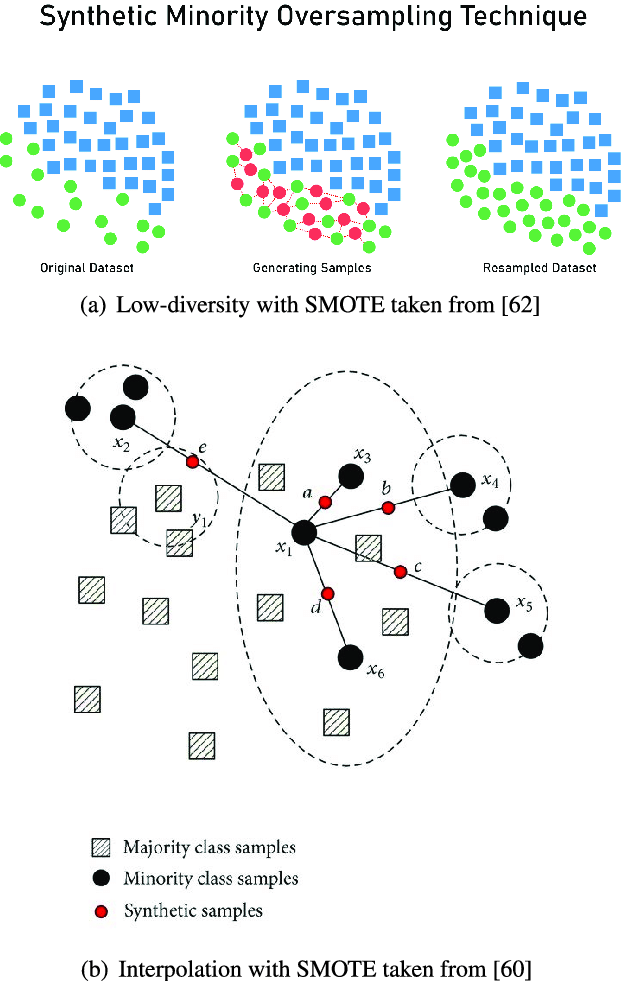 Synthetic Minority Oversampling Technique
Original Dataset
Generating Samples
Resampled Dataset
(a) Low-diversity with SMOTE taken from [62]
x2
e
y1
x3
a
b
x4
x1
c
d
x5
x6
Majority class samples
Minority class samples
Synthetic samples
(b) Interpolation with SMOTE taken from [60]